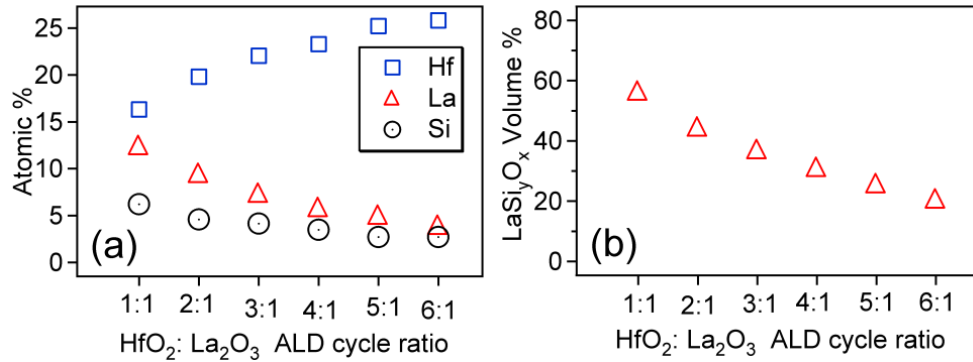 Atomic %
25
20
15
10
5
0
Hf
La
Si
(a)
1:1 2:1 3:1 4:1 5:1 6:1
HfO₂: La₂O₃ ALD cycle ratio
LaSiᵧOₓ Volume %
80
60
40
20
0
(b)
1:1 2:1 3:1 4:1 5:1 6:1
HfO₂: La₂O₃ ALD cycle ratio